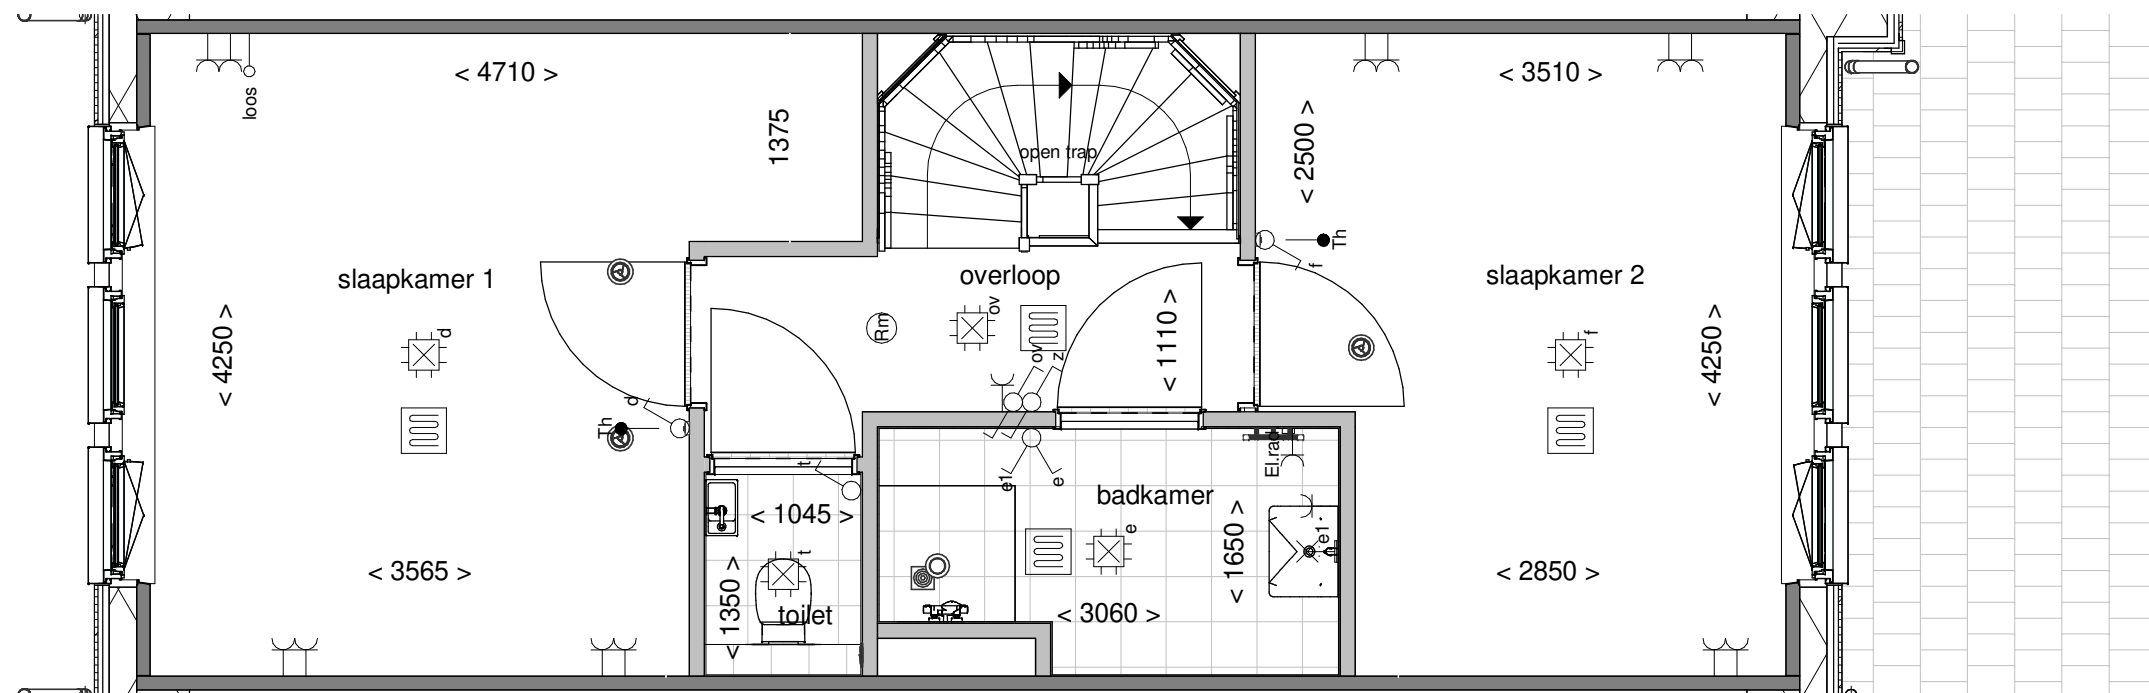 < 4710 >
< 3510 >
loos
1375
< 2500 >
open trap
Th
f
slaapkamer 1
overloop
slaapkamer 2
< 4250 >
d
Rm
ov
ov
z
< 1110 >
f
< 4250 >
d
Th
t
e1
e
El.rad
badkamer
< 1045 >
< 1650 >
e1
e
t
< 3565 >
< 1350 >
toilet
< 3060 >
< 2850 >